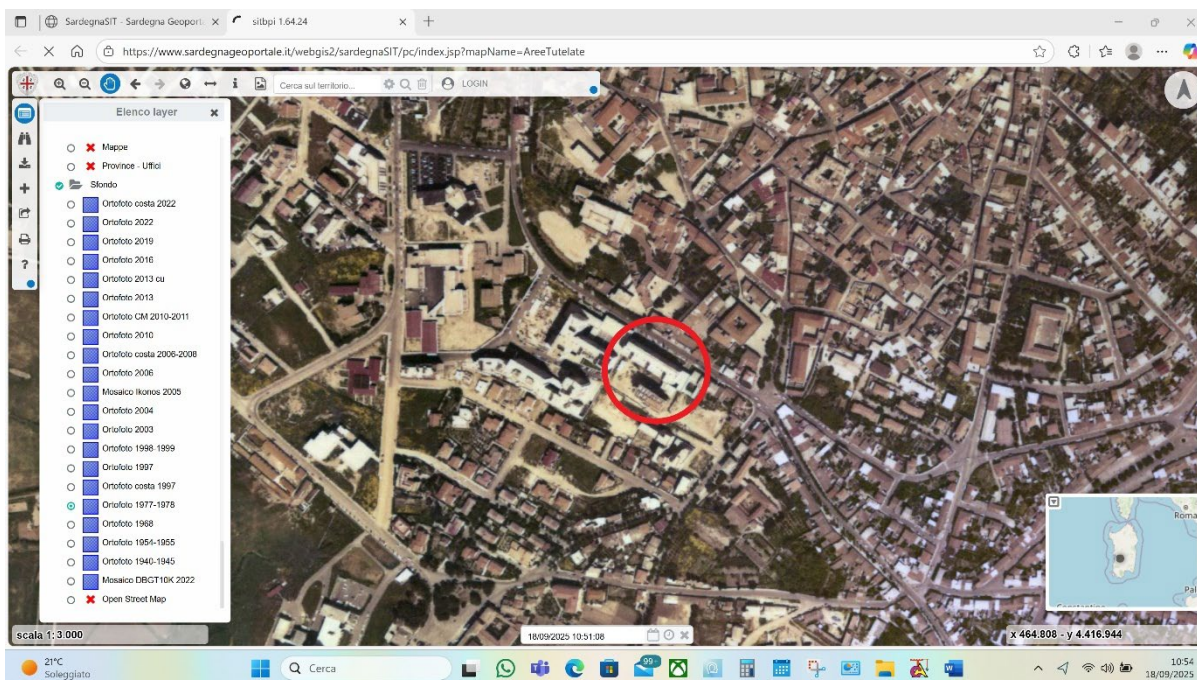 SardegnaSIT - Sardegna Geoport
sitbpi 1.64.24
https://www.sardegnageoportale.it/webgis2/sardegnaSIT/pc/index.jsp?mapName=AreeTutelate
Cerca sul territorio...
LOGIN
Elenco layer
Mappe
Province - Uffici
Sfondo
Ortofoto costa 2022
Ortofoto 2022
Ortofoto 2019
Ortofoto 2016
Ortofoto 2013 cu
Ortofoto 2013
Ortofoto CM 2010-2011
Ortofoto 2010
Ortofoto costa 2006-2008
Ortofoto 2006
Mosaico Ikonos 2005
Ortofoto 2004
Ortofoto 2003
Ortofoto 1998-1999
Ortofoto 1997
Ortofoto costa 1997
Ortofoto 1977-1978
Ortofoto 1968
Ortofoto 1954-1955
Ortofoto 1940-1945
Mosaico DBGT10K 2022
Open Street Map
Roma
Pal
scala 1: 3.000
18/09/2025 10:51:08
x 464.808 - y 4.416.944
21°C
Soleggiato
Cerca
99+
10:54
18/09/2025